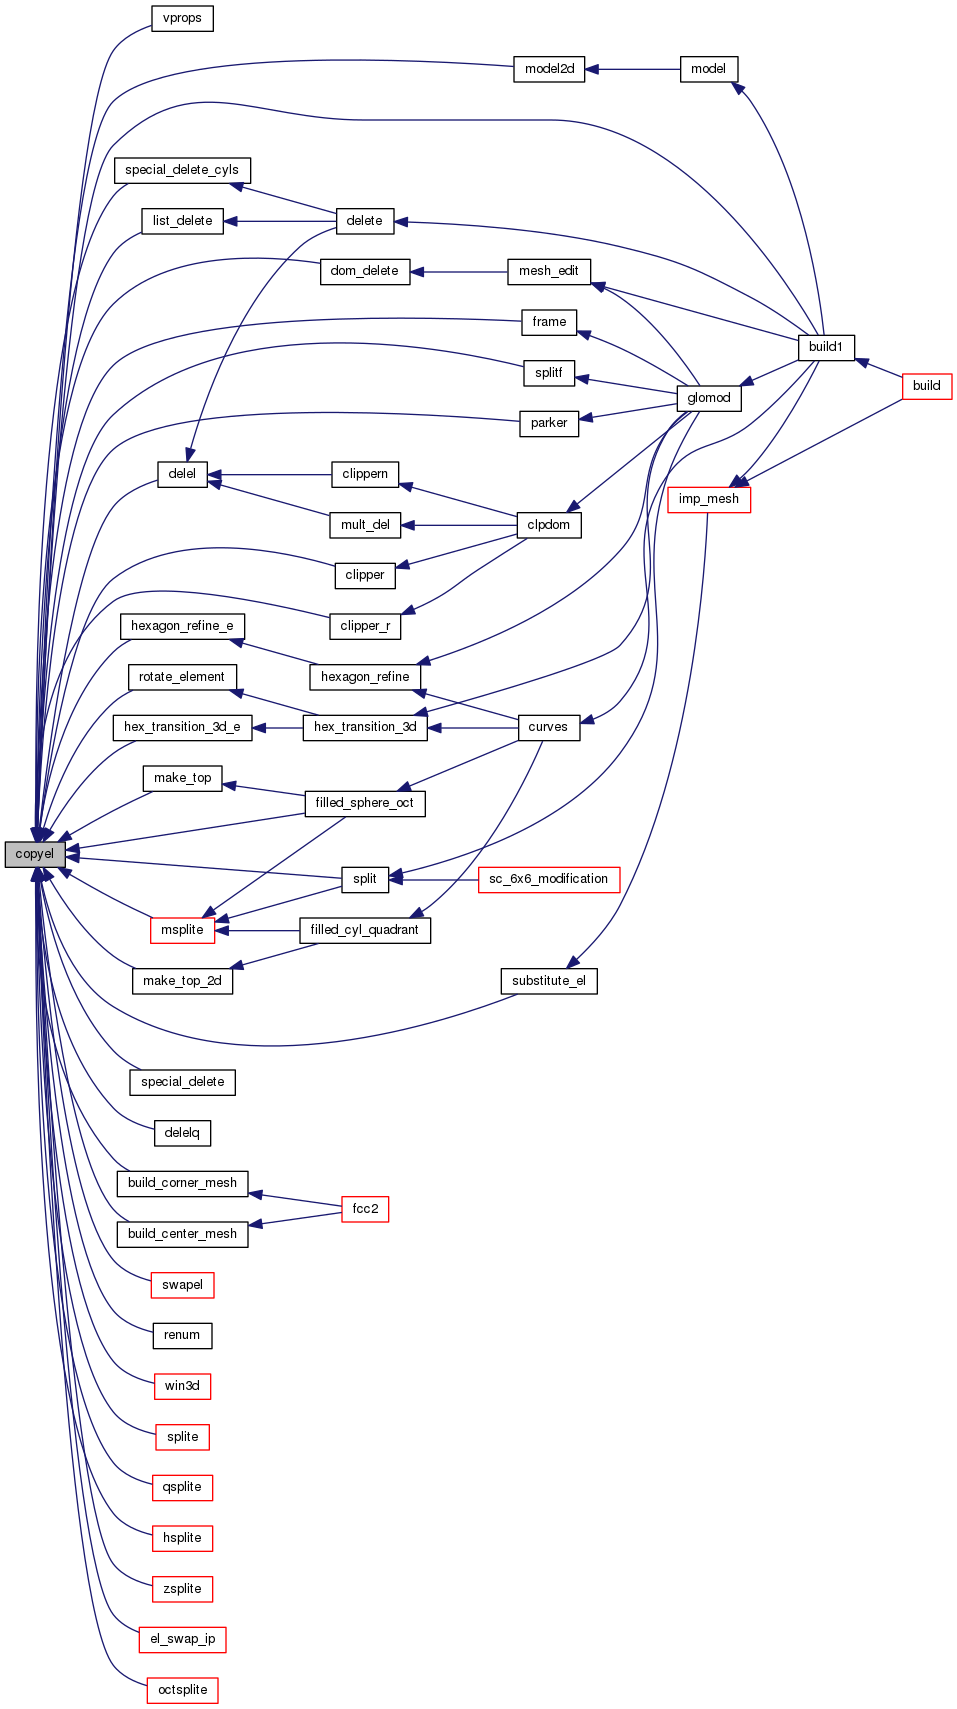 vprops
model2d
model
special_delete_cyls
list_delete
delete
dom_delete
mesh_edit
frame
build1
splitf
build
glomod
parker
delel
clippern
imp_mesh
mult_del
clpdom
clipper
hexagon_refine_e
clipper_r
rotate_element
hexagon_refine
hex_transition_3d_e
hex_transition_3d
curves
make_top
filled_sphere_oct
copyel
split
sc_6x6_modification
msplite
filled_cyl_quadrant
make_top_2d
substitute_el
special_delete
delelq
build_corner_mesh
fcc2
build_center_mesh
swapel
renum
win3d
splite
qsplite
hsplite
zsplite
el_swap_ip
octsplite